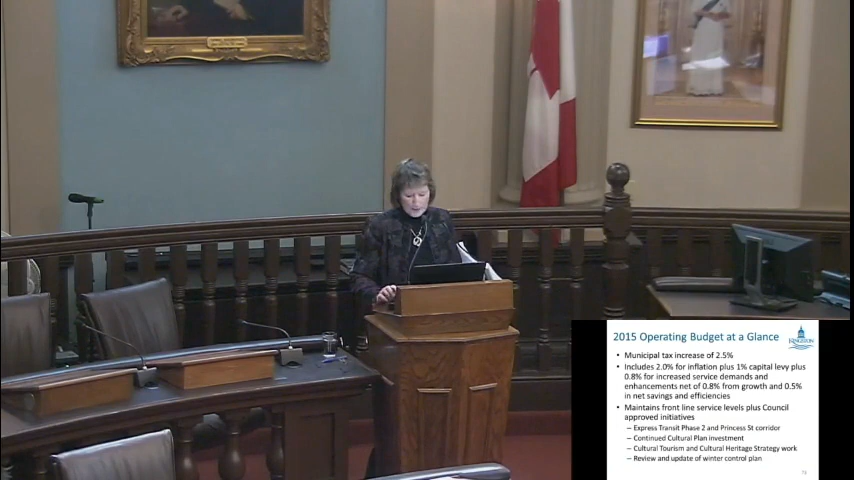 2015 Operating Budget at a Glance
KINGSTON
• Municipal tax increase of 2.5%
• Includes 2.0% for inflation plus 1% capital levy plus
0.8% for increased service demands and
enhancements net of 0.8% from growth and 0.5%
in net savings and efficiencies
• Maintains front line service levels plus Council
approved initiatives
– Express Transit Phase 2 and Princess St corridor
– Continued Cultural Plan investment
– Cultural Tourism and Cultural Heritage Strategy work
– Review and update of winter control plan